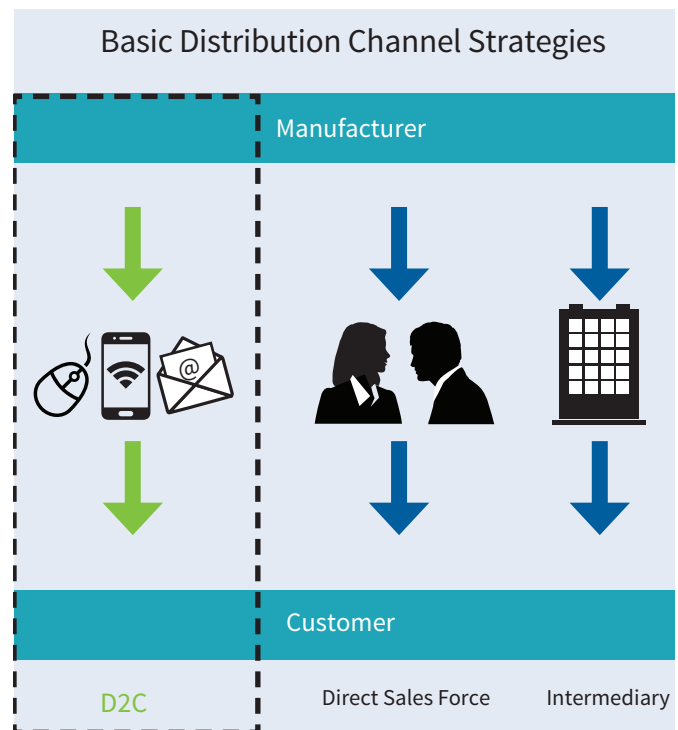 Basic Distribution Channel Strategies
Manufacturer
@
Customer
D2C
Direct Sales Force
Intermediary